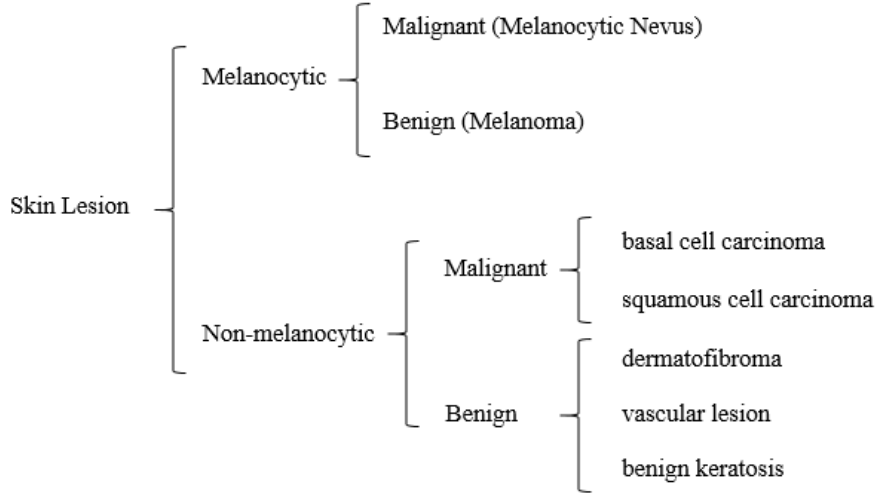 Skin Lesion
Melanocytic
Malignant (Melanocytic Nevus)
Benign (Melanoma)
Non-melanocytic
Malignant
basal cell carcinoma
squamous cell carcinoma
Benign
dermatofibroma
vascular lesion
benign keratosis